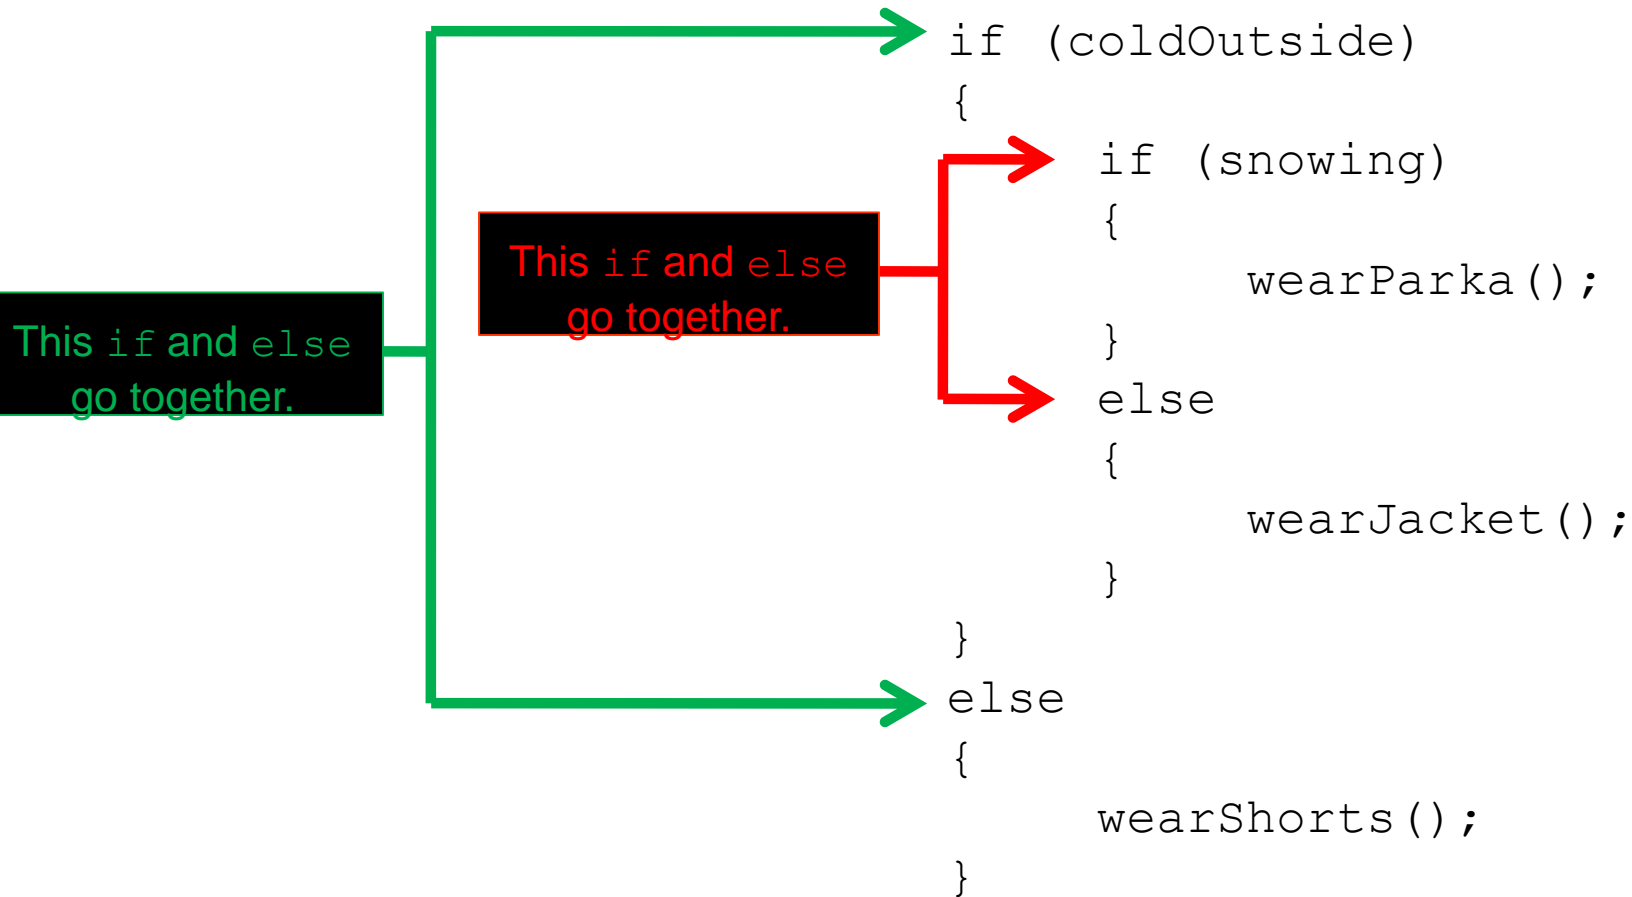 if (coldOutside)
{
if (snowing)
{
wearParka();
}
else
{
wearJacket();
}
}
else
{
wearShorts();
}
This if and else
go together.
This if and else
go together.